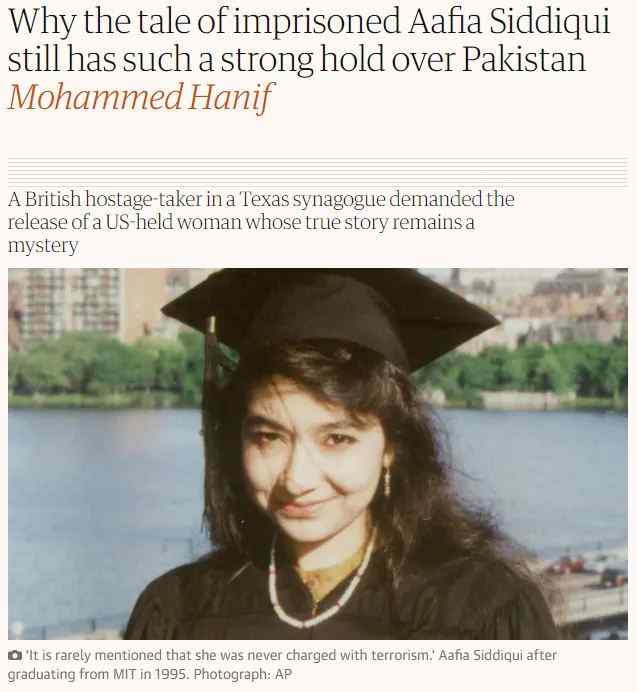 Why the tale of imprisoned Aafia Siddiqui
still has such a strong hold over Pakistan
Mohammed Hanif
A British hostage-taker in a Texas synagogue demanded the
release of a US-held woman whose true story remains a
mystery
'It is rarely mentioned that she was never charged with terrorism.' Aafia Siddiqui after
graduating from MIT in 1995. Photograph: AP